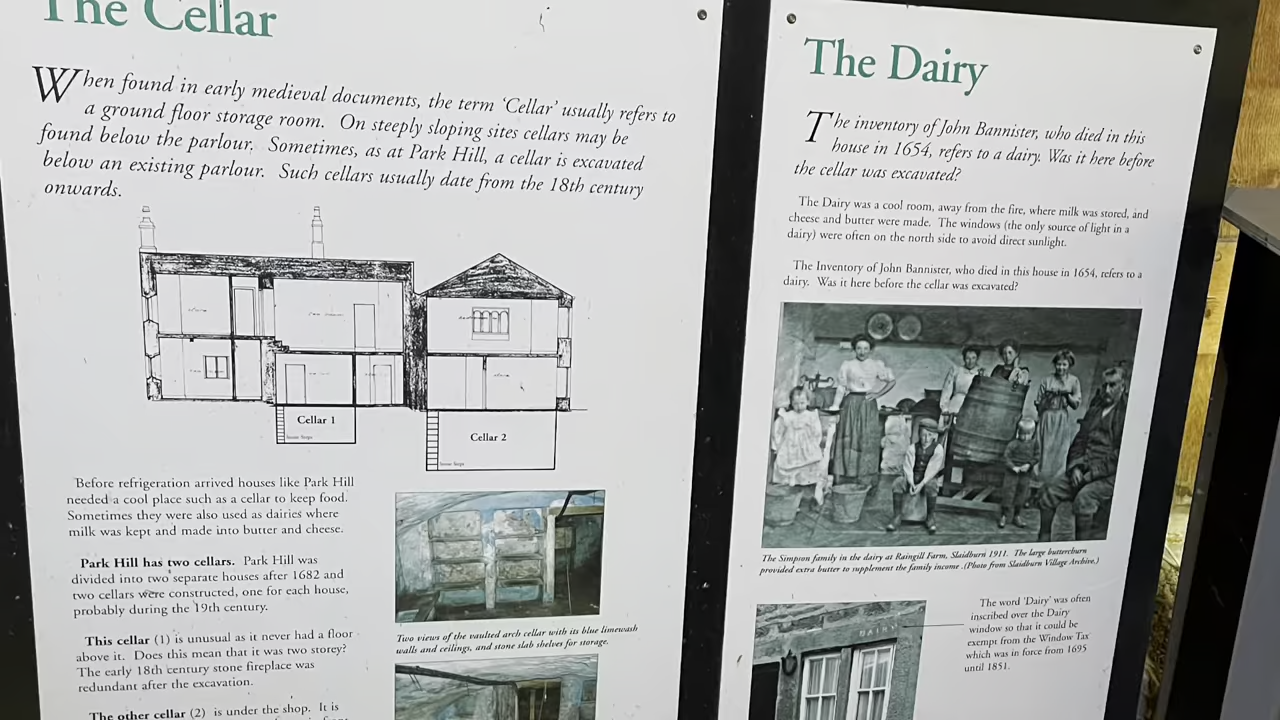 The Cellar
When found in early medieval documents, the term 'Cellar' usually refers to
a ground floor storage room. On steeply sloping sites cellars may be
found below the parlour. Sometimes, as at Park Hill, a cellar is excavated
below an existing parlour. Such cellars usually date from the 18th century
onwards.
Cellar 1
Stone Steps
Cellar 2
Stone Steps
Before refrigeration arrived houses like Park Hill
needed a cool place such as a cellar to keep food.
Sometimes they were also used as dairies where
milk was kept and made into butter and cheese.
Park Hill has two cellars. Park Hill was
divided into two separate houses after 1682 and
two cellars were constructed, one for each house,
probably during the 19th century.
This cellar (1) is unusual as it never had a floor
above it. Does this mean that it was two storey?
The early 18th century stone fireplace was
redundant after the excavation.
The other cellar (2) is under the shop. It is
Two views of the vaulted arch cellar with its blue limewash
walls and ceilings, and stone slab shelves for storage.
The Dairy
The inventory of John Bannister, who died in this
house in 1654, refers to a dairy. Was it here before
the cellar was excavated?
The Dairy was a cool room, away from the fire, where milk was stored, and
cheese and butter were made. The windows (the only source of light in a
dairy) were often on the north side to avoid direct sunlight.
The Inventory of John Bannister, who died in this house in 1654, refers to a
dairy. Was it here before the cellar was excavated?
The Simpson family in the dairy at Raingill Farm, Slaidburn 1911. The large butterchurn
provided extra butter to supplement the family income .(Photo from Slaidburn Village Archive.)
DAIRY
The word 'Dairy' was often
inscribed over the Dairy
window so that it could be
exempt from the Window Tax
which was in force from 1695
until 1851.